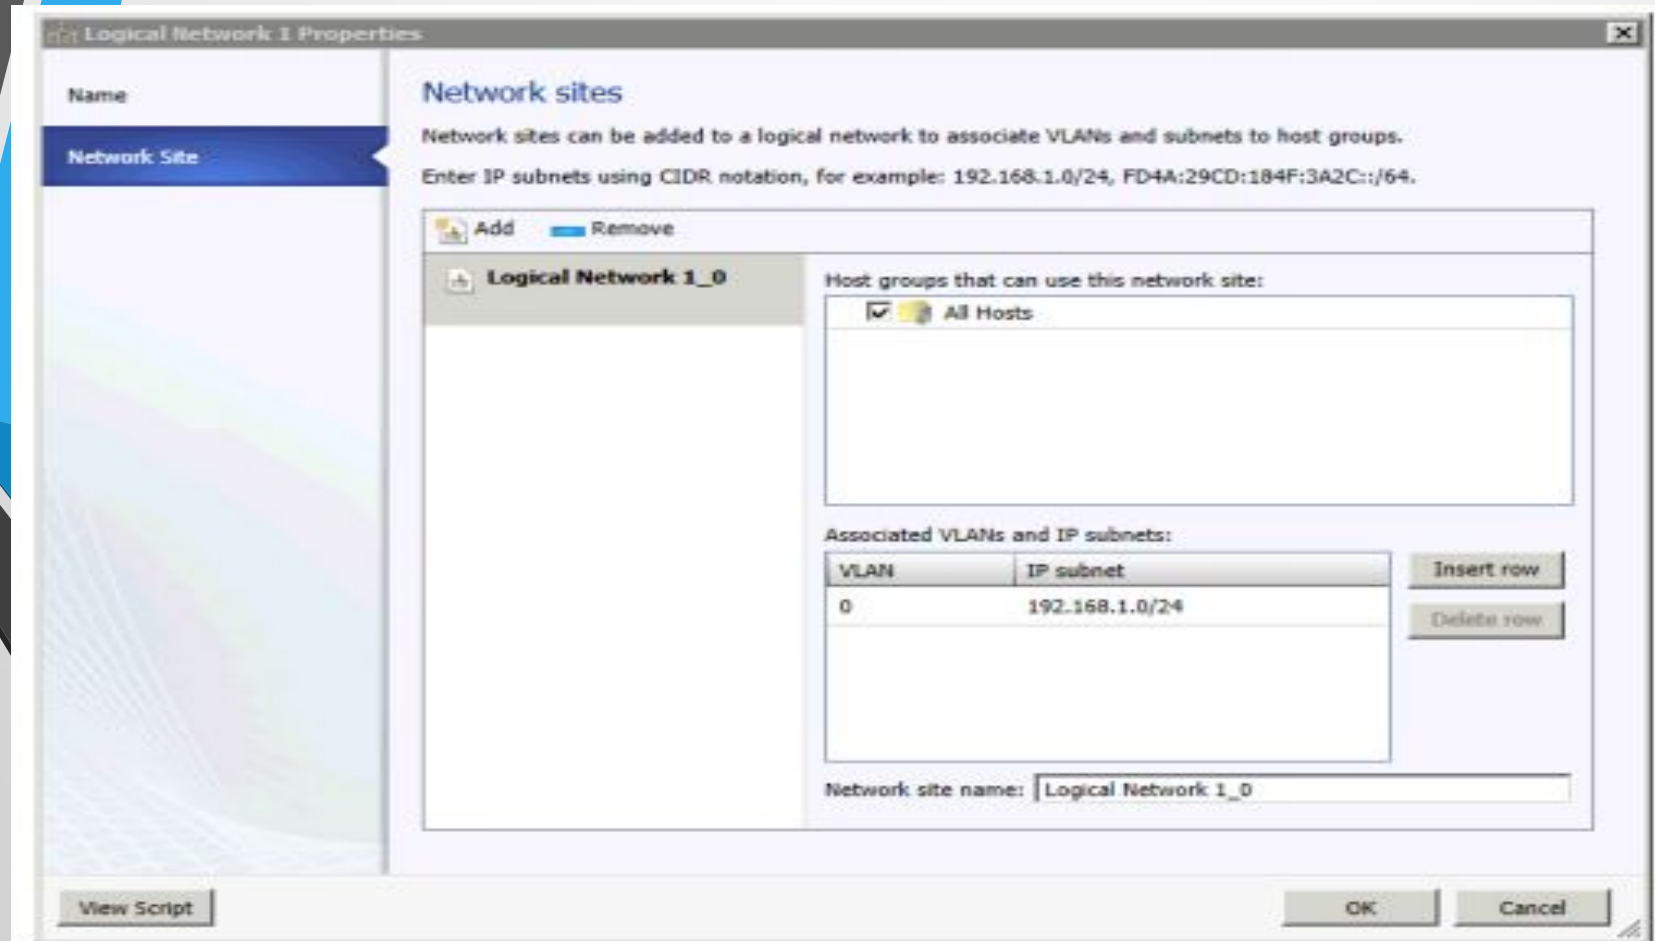 Logical Network 1 Properties
Name
Network Site
Network sites
Network sites can be added to a logical network to associate VLANs and subnets to host groups.
Enter IP subnets using CIDR notation, for example: 192.168.1.0/24, FD4A:29CD:184F:3A2C::/64.
Add Remove
Logical Network 1_0
Host groups that can use this network site:
All Hosts
Associated VLANs and IP subnets:
VLAN IP subnet
0 192.168.1.0/24
Insert row
Delete row
Network site name: Logical Network 1_0
View Script
OK Cancel